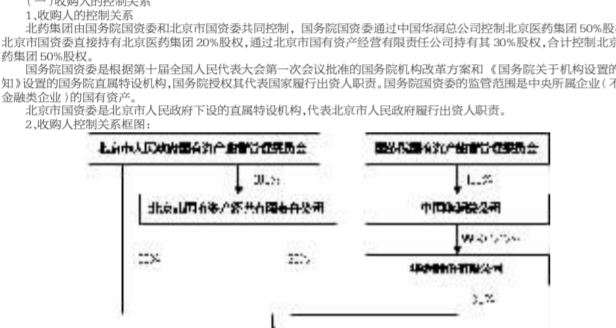 (一)收购人的控制关系
1、收购人的控制关系
北药集团由国务院国资委和北京市国资委共同控制，国务院国资委通过中国华润总公司控制北京医药集团 50%股
北京市国资委直接持有北京医药集团 20%股权，通过北京市国有资产经营有限责任公司持有其 30%股权，合计控制北京
药集团 50%股权。
国务院国资委是根据第十届全国人民代表大会第一次会议批准的国务院机构改革方案和《国务院关于机构设置的
知》设置的国务院直属特设机构，国务院授权其代表国家履行出资人职责。国务院国资委的监管范围是中央所属企业（不
金融类企业）的国有资产。
北京市国资委是北京市人民政府下设的直属特设机构，代表北京市人民政府履行出资人职责。
2、收购人控制关系框图：
北京市人民政府国有资产监督管理委员会
国务院国有资产监督管理委员会
北京市国有资产经营有限责任公司
中国华润总公司